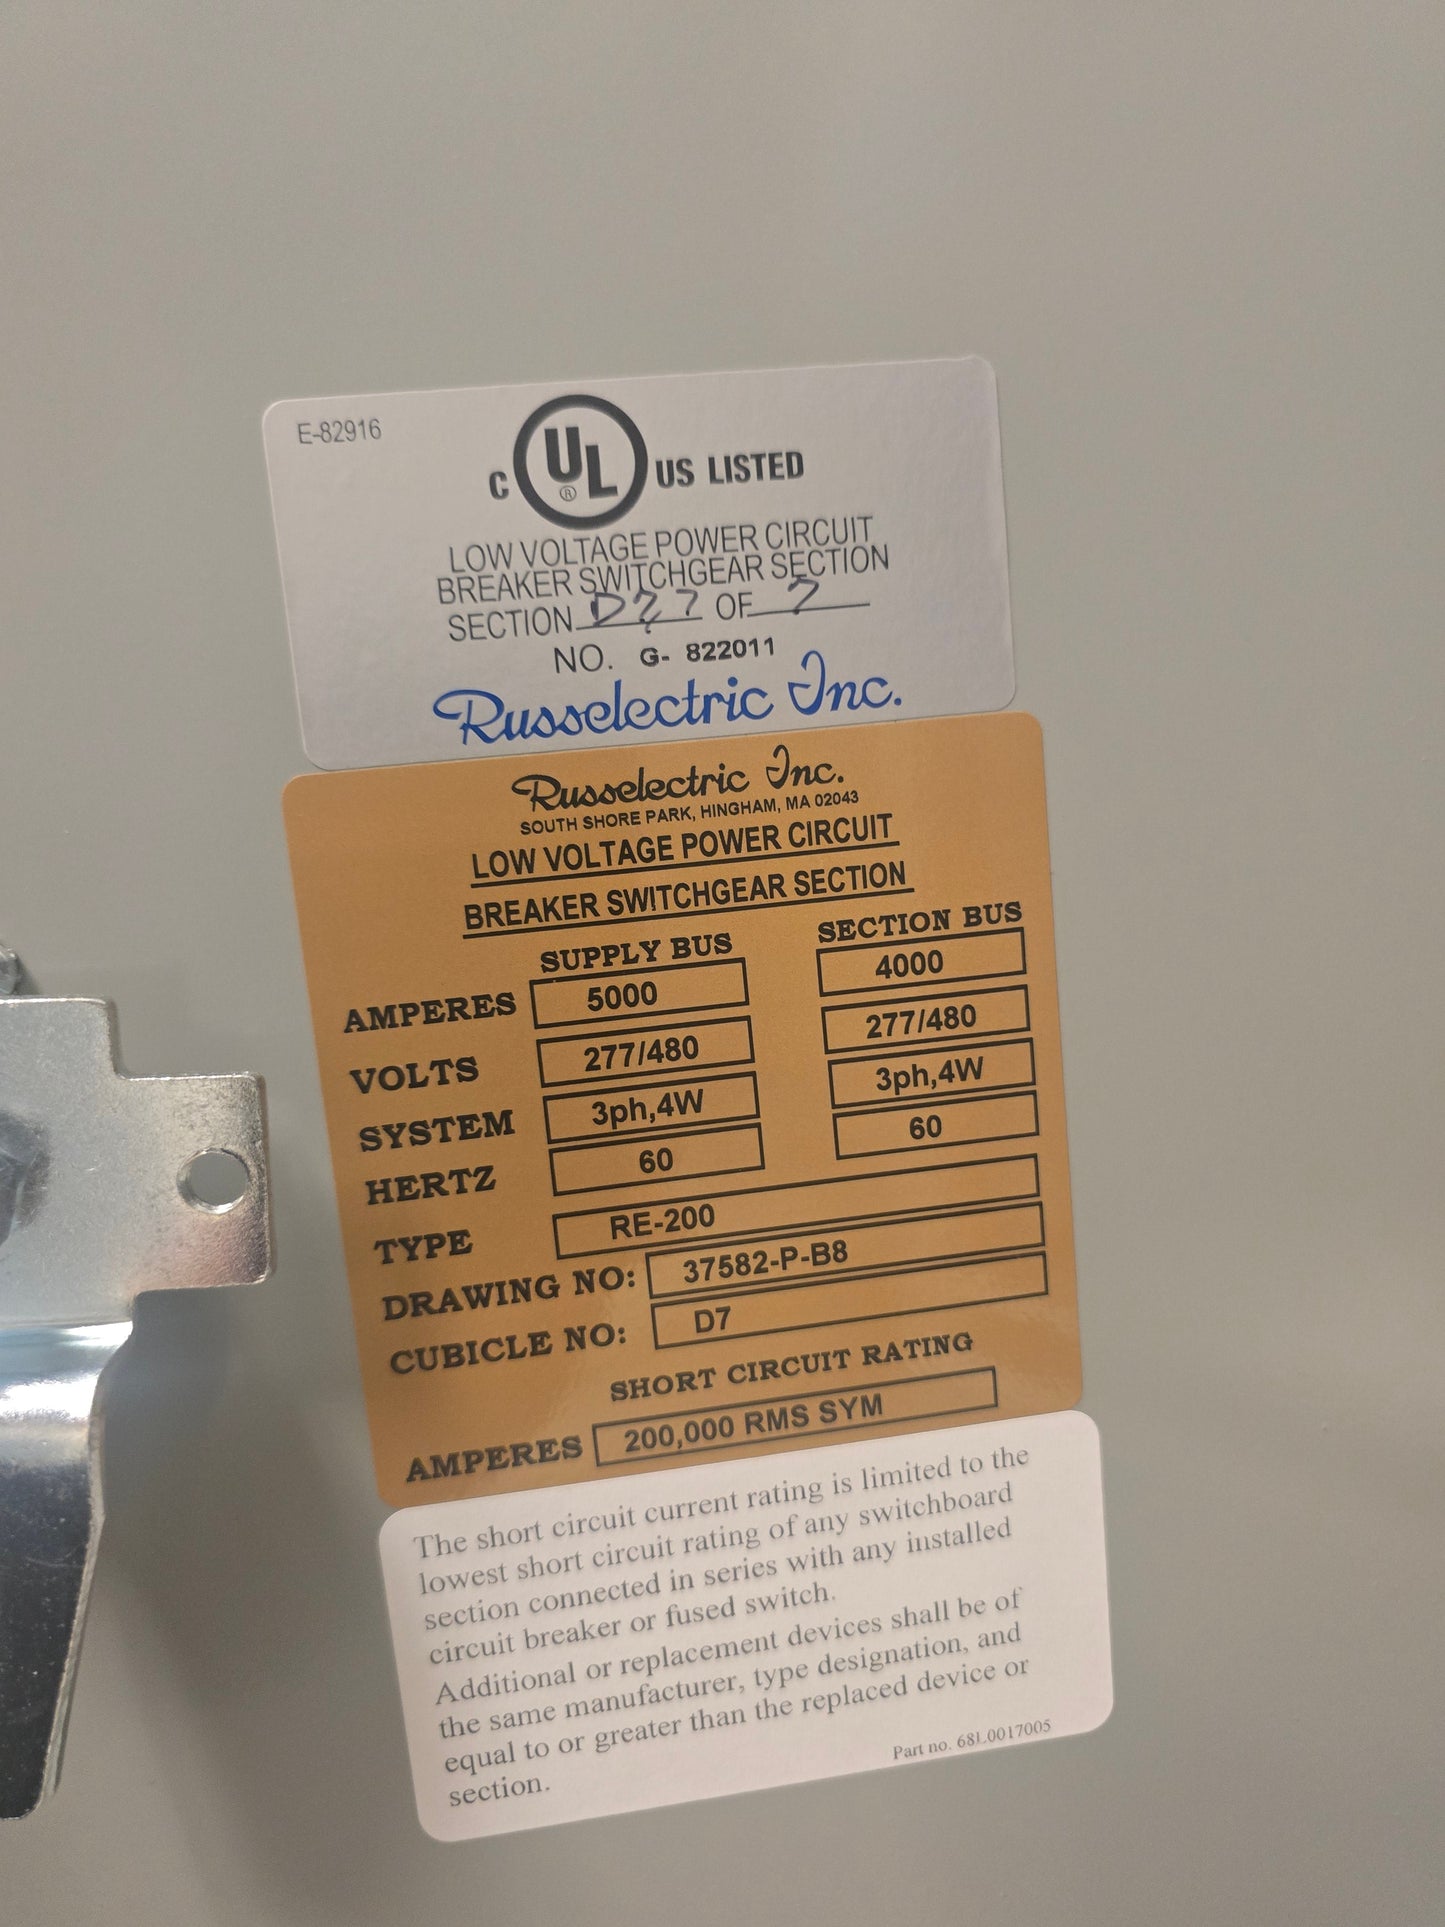 E-82916
C UL ® US LISTED
LOW VOLTAGE POWER CIRCUIT
BREAKER SWITCHGEAR SECTION
SECTION OF 7
NO. G- 822011
Russelectric Inc.
Russelectric Inc.
SOUTH SHORE PARK, HINGHAM, MA 02043
LOW VOLTAGE POWER CIRCUIT
BREAKER SWITCHGEAR SECTION
SUPPLY BUS SECTION BUS
AMPERES 5000 4000
VOLTS 277/480 277/480
SYSTEM 3ph,4W 3ph,4W
HERTZ 60 60
TYPE RE-200
DRAWING NO: 37582-P-B8
CUBICLE NO: D7
SHORT CIRCUIT RATING
AMPERES 200,000 RMS SYM
The short circuit current rating is limited to the
lowest short circuit rating of any switchboard
section connected in series with any installed
circuit breaker or fused switch.
Additional or replacement devices shall be of
the same manufacturer, type designation, and
equal to or greater than the replaced device or
section.
Part no. 68L0017005